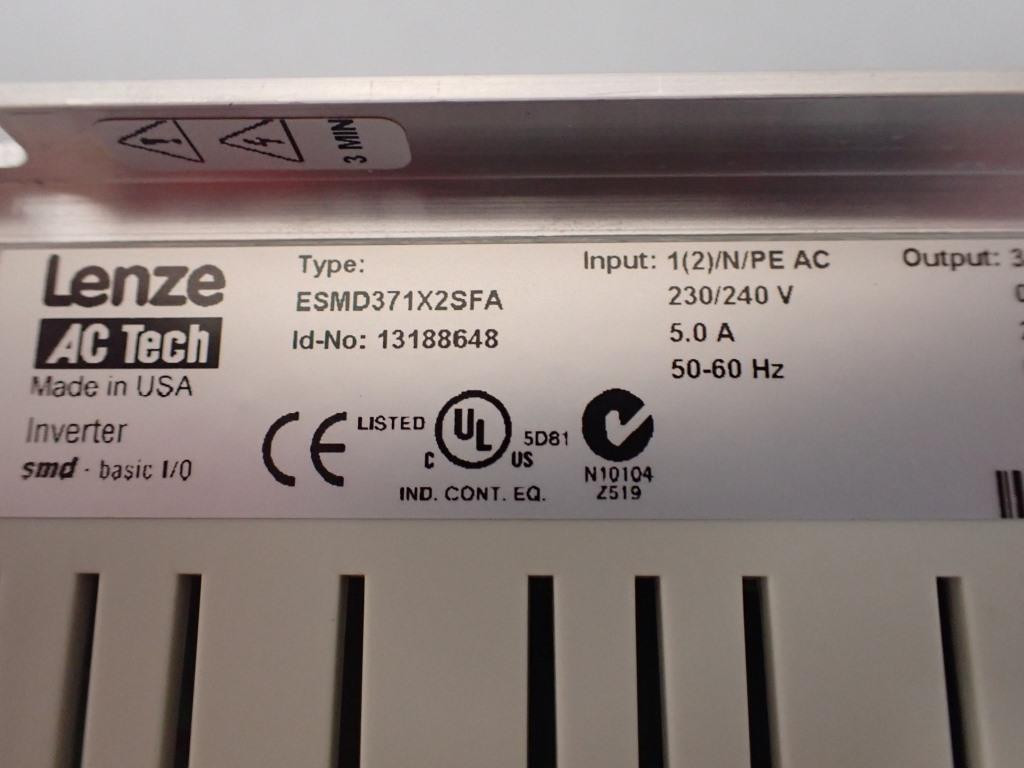 3 MIN
Lenze
AC Tech
Made in USA
Inverter
smd - basic I/O
Type:
ESMD371X2SFA
Id-No: 13188648
Input: 1(2)/N/PE AC
230/240 V
5.0 A
50-60 Hz
Output: 3
CE
LISTED
UL
C
US
5D81
IND. CONT. EQ.
N10104
Z519